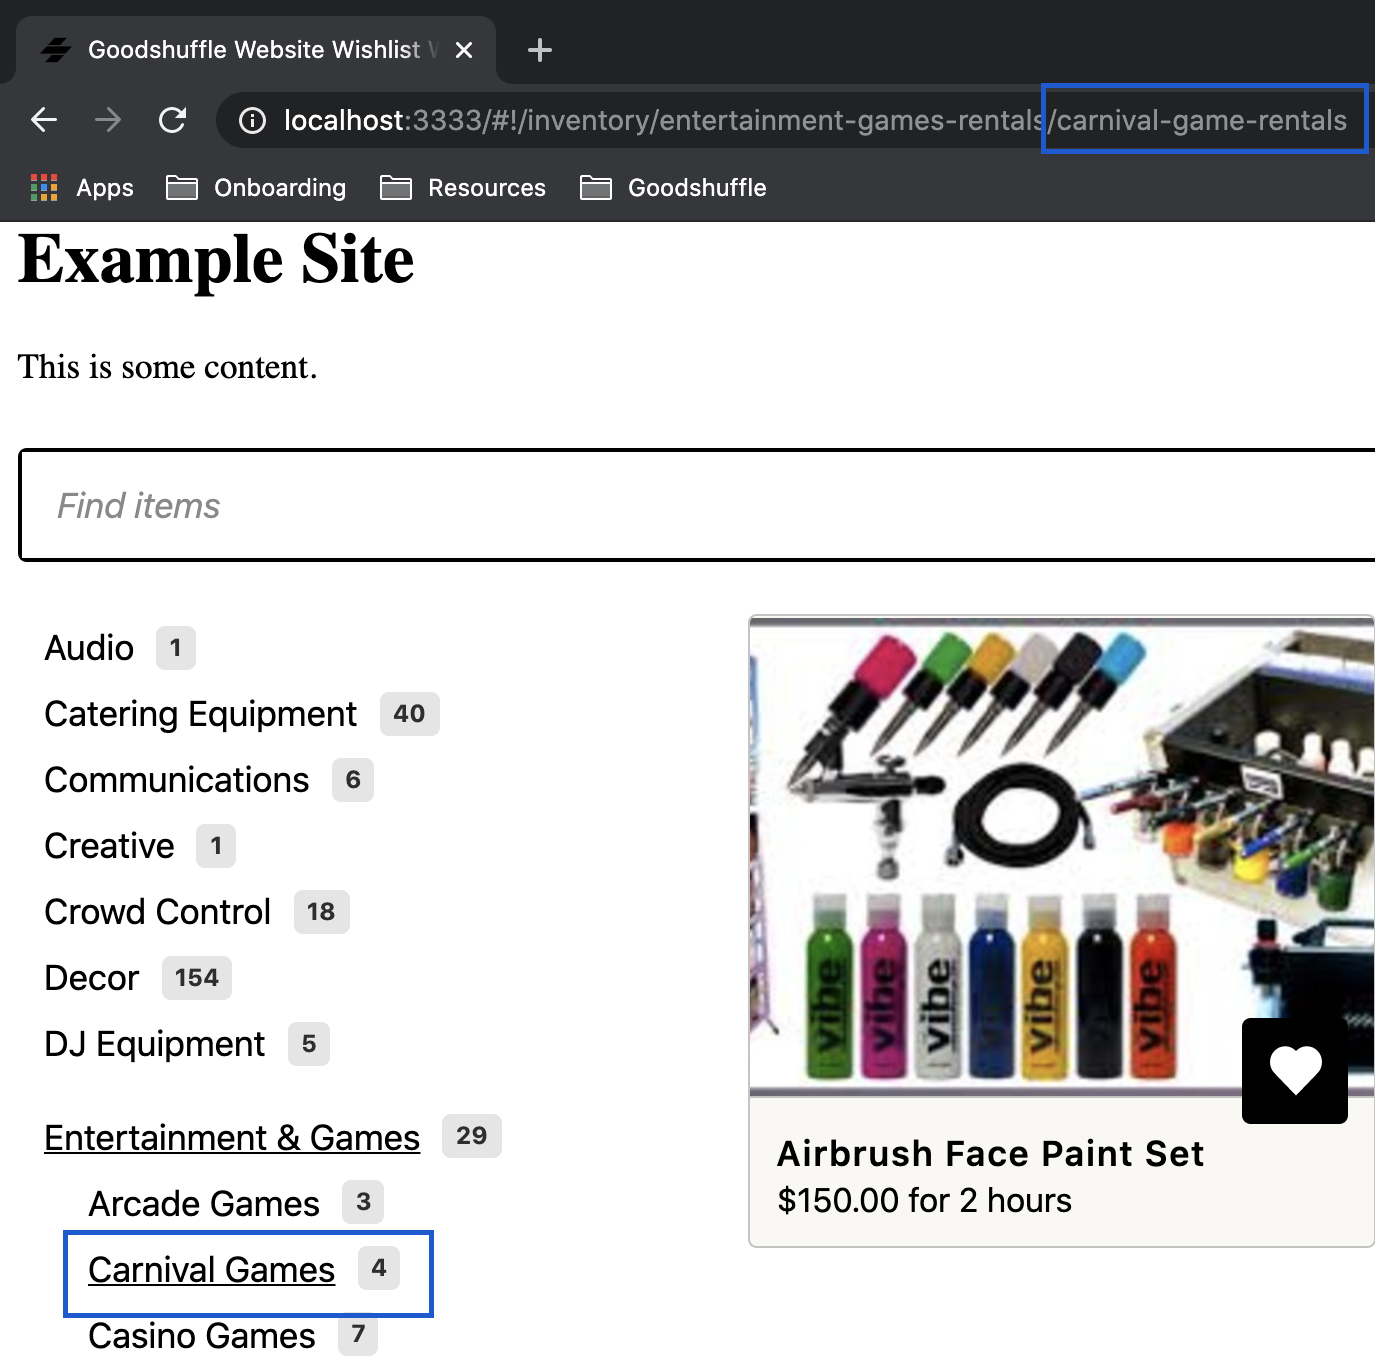 Goodshuffle Website Wishlist
localhost:3333/#!/inventory/entertainment-games-rentals/carnival-game-rentals
Apps Onboarding Resources Goodshuffle
Example Site
This is some content.
Find items
Audio 1
Catering Equipment 40
Communications 6
Creative 1
Crowd Control 18
Decor 154
DJ Equipment 5
Entertainment & Games 29
Arcade Games 3
Carnival Games 4
Casino Games 7
vibe vibe vibe vibe vibe vibe vibe
Airbrush Face Paint Set
$150.00 for 2 hours